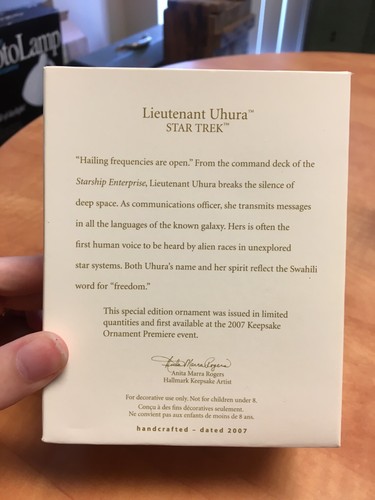 otoLamp
Lieutenant Uhura™
STAR TREK™
“Hailing frequencies are open.” From the command deck of the
Starship Enterprise, Lieutenant Uhura breaks the silence of
deep space. As communications officer, she transmits messages
in all the languages of the known galaxy. Hers is often the
first human voice to be heard by alien races in unexplored
star systems. Both Uhura’s name and her spirit reflect the Swahili
word for “freedom.”
This special edition ornament was issued in limited
quantities and first available at the 2007 Keepsake
Ornament Premiere event.
Anita Marra Rogers
Anita Marra Rogers
Hallmark Keepsake Artist
For decorative use only, Not for children under 8.
Conçu à des fins décoratives seulement.
Ne convient pas aux enfants de moins de 8 ans.
handcrafted – dated 2007